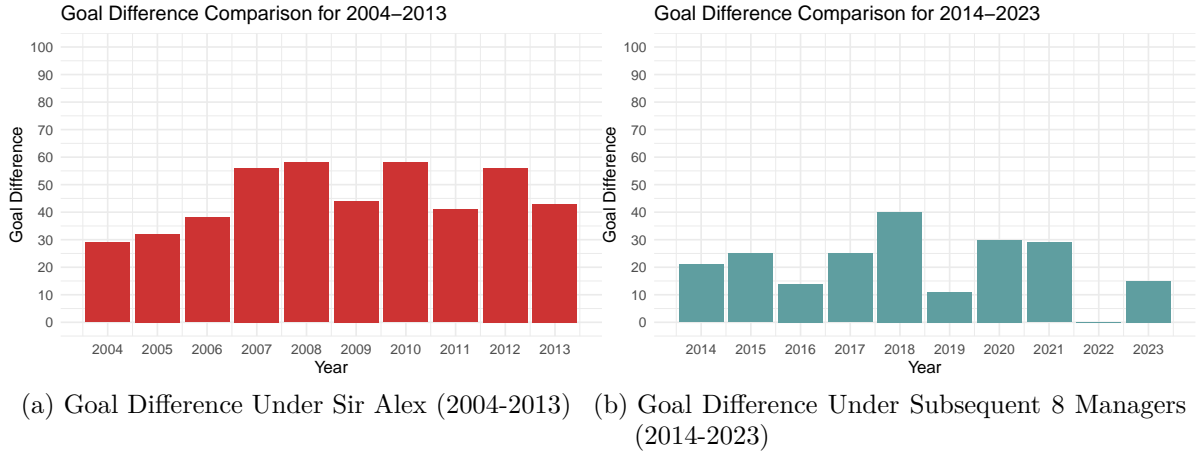 Goal Difference Comparison for 2004–2013
100
90
80
70
60
50
40
30
20
10
0
Goal Difference
2004 2005 2006 2007 2008 2009 2010 2011 2012 2013
Year
(a) Goal Difference Under Sir Alex (2004-2013)
Goal Difference Comparison for 2014–2023
100
90
80
70
60
50
40
30
20
10
0
Goal Difference
2014 2015 2016 2017 2018 2019 2020 2021 2022 2023
Year
(b) Goal Difference Under Subsequent 8 Managers
(2014-2023)